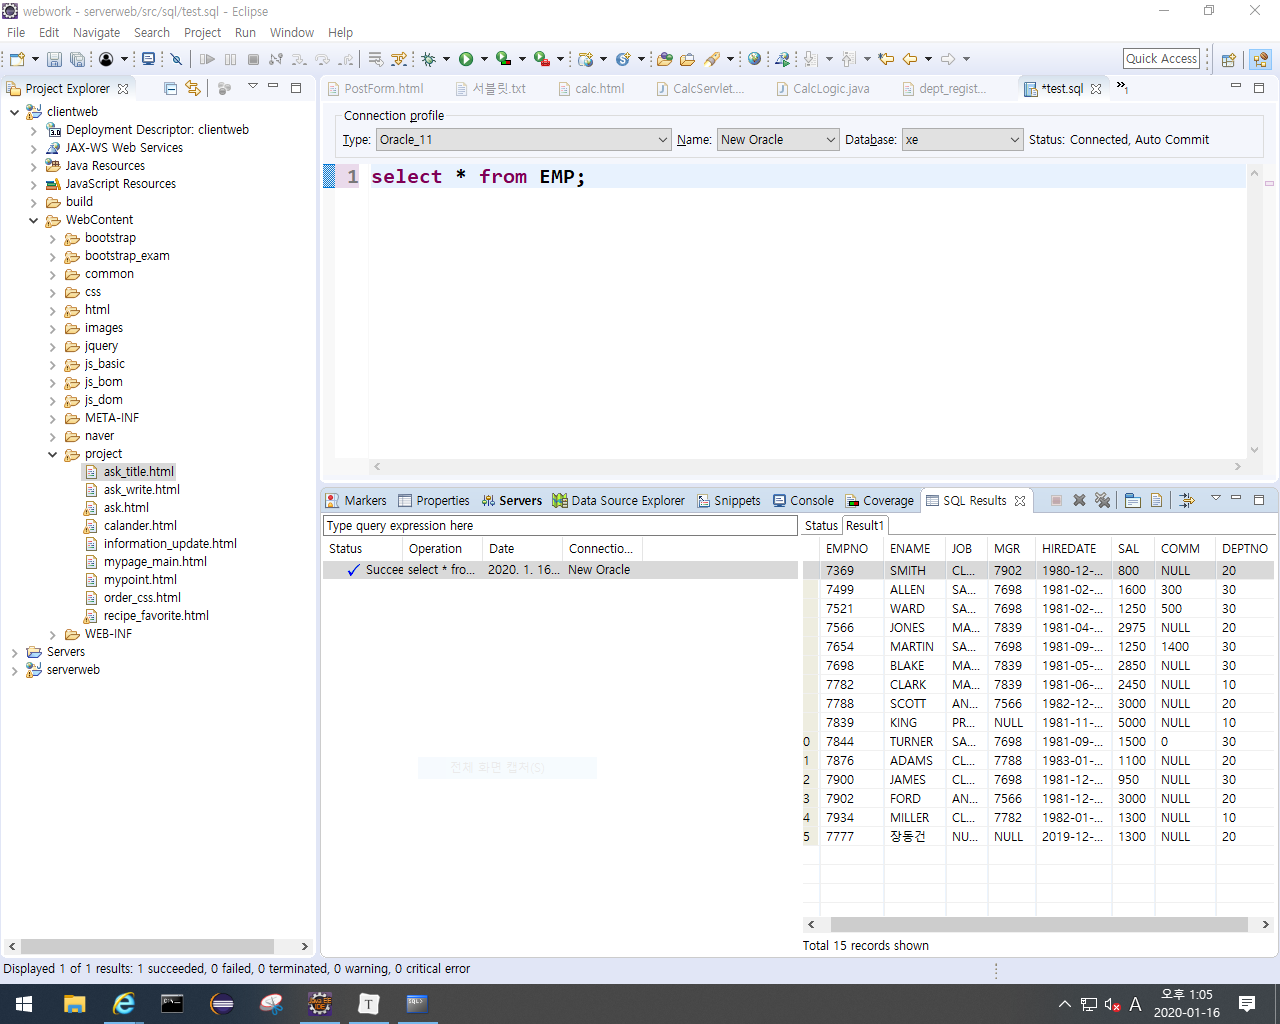 webwork - serverweb/src/sql/test.sql - Eclipse
File Edit Navigate Search Project Run Window Help
Quick Access
Project Explorer
PostForm.html 서블릿.txt calc.html CalcServlet.... CalcLogic.java dept_regist... *test.sql »1
clientweb
Deployment Descriptor: clientweb
JAX-WS Web Services
Java Resources
JavaScript Resources
build
WebContent
bootstrap
bootstrap_exam
common
css
html
images
jquery
js_basic
js_bom
js_dom
META-INF
naver
project
ask_title.html
ask_write.html
ask.html
calander.html
information_update.html
mypage_main.html
mypoint.html
order_css.html
recipe_favorite.html
WEB-INF
Servers
serverweb
Connection profile
Type: Oracle_11 Name: New Oracle Database: xe Status: Connected, Auto Commit
1 select * from EMP;
Markers Properties Servers Data Source Explorer Snippets Console Coverage SQL Results
Type query expression here
Status Operation Date Connectio...
Succee select * fro... 2020. 1. 16... New Oracle
전체 화면 캡처(S)
Status Result1
EMPNO ENAME JOB MGR HIREDATE SAL COMM DEPTNO
7369 SMITH CL... 7902 1980-12-... 800 NULL 20
7499 ALLEN SA... 7698 1981-02-... 1600 300 30
7521 WARD SA... 7698 1981-02-... 1250 500 30
7566 JONES MA... 7839 1981-04-... 2975 NULL 20
7654 MARTIN SA... 7698 1981-09-... 1250 1400 30
7698 BLAKE MA... 7839 1981-05-... 2850 NULL 30
7782 CLARK MA... 7839 1981-06-... 2450 NULL 10
7788 SCOTT AN... 7566 1982-12-... 3000 NULL 20
7839 KING PR... NULL 1981-11-... 5000 NULL 10
0 7844 TURNER SA... 7698 1981-09-... 1500 0 30
1 7876 ADAMS CL... 7788 1983-01-... 1100 NULL 20
2 7900 JAMES CL... 7698 1981-12-... 950 NULL 30
3 7902 FORD AN... 7566 1981-12-... 3000 NULL 20
4 7934 MILLER CL... 7782 1982-01-... 1300 NULL 10
5 7777 장동건 NU... NULL 2019-12-... 1300 NULL 20
Total 15 records shown
Displayed 1 of 1 results: 1 succeeded, 0 failed, 0 terminated, 0 warning, 0 critical error
A 오후 1:05
2020-01-16